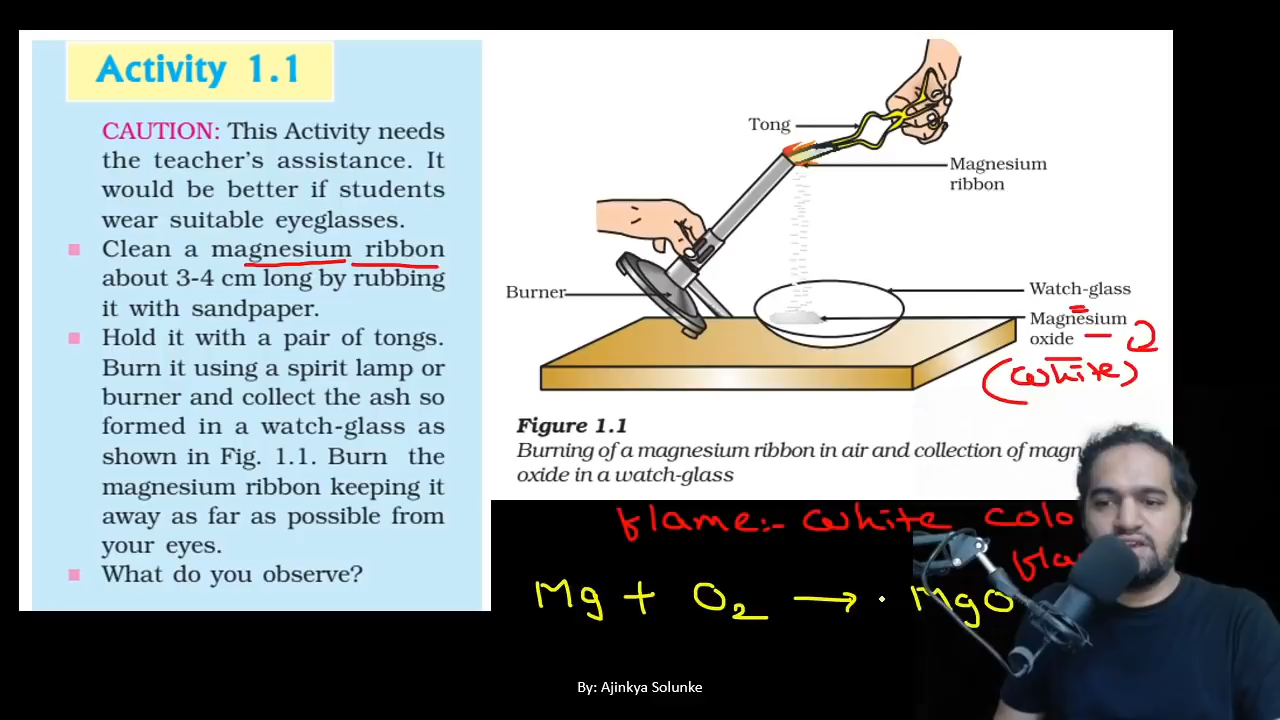 Activity 1.1
CAUTION: This Activity needs
the teacher's assistance. It
would be better if students
wear suitable eyeglasses.
Clean a magnesium ribbon
about 3-4 cm long by rubbing
it with sandpaper.
Hold it with a pair of tongs.
Burn it using a spirit lamp or
burner and collect the ash so
formed in a watch-glass as
shown in Fig. 1.1. Burn the
magnesium ribbon keeping it
away as far as possible from
your eyes.
What do you observe?
Tong
Magnesium
ribbon
Burner
Watch-glass
Magnesium
oxide
(white)
Figure 1.1
Burning of a magnesium ribbon in air and collection of
oxide in a watch-glass
flame:- white
Mg + O2 → MgO
By: Ajinkya Solunke